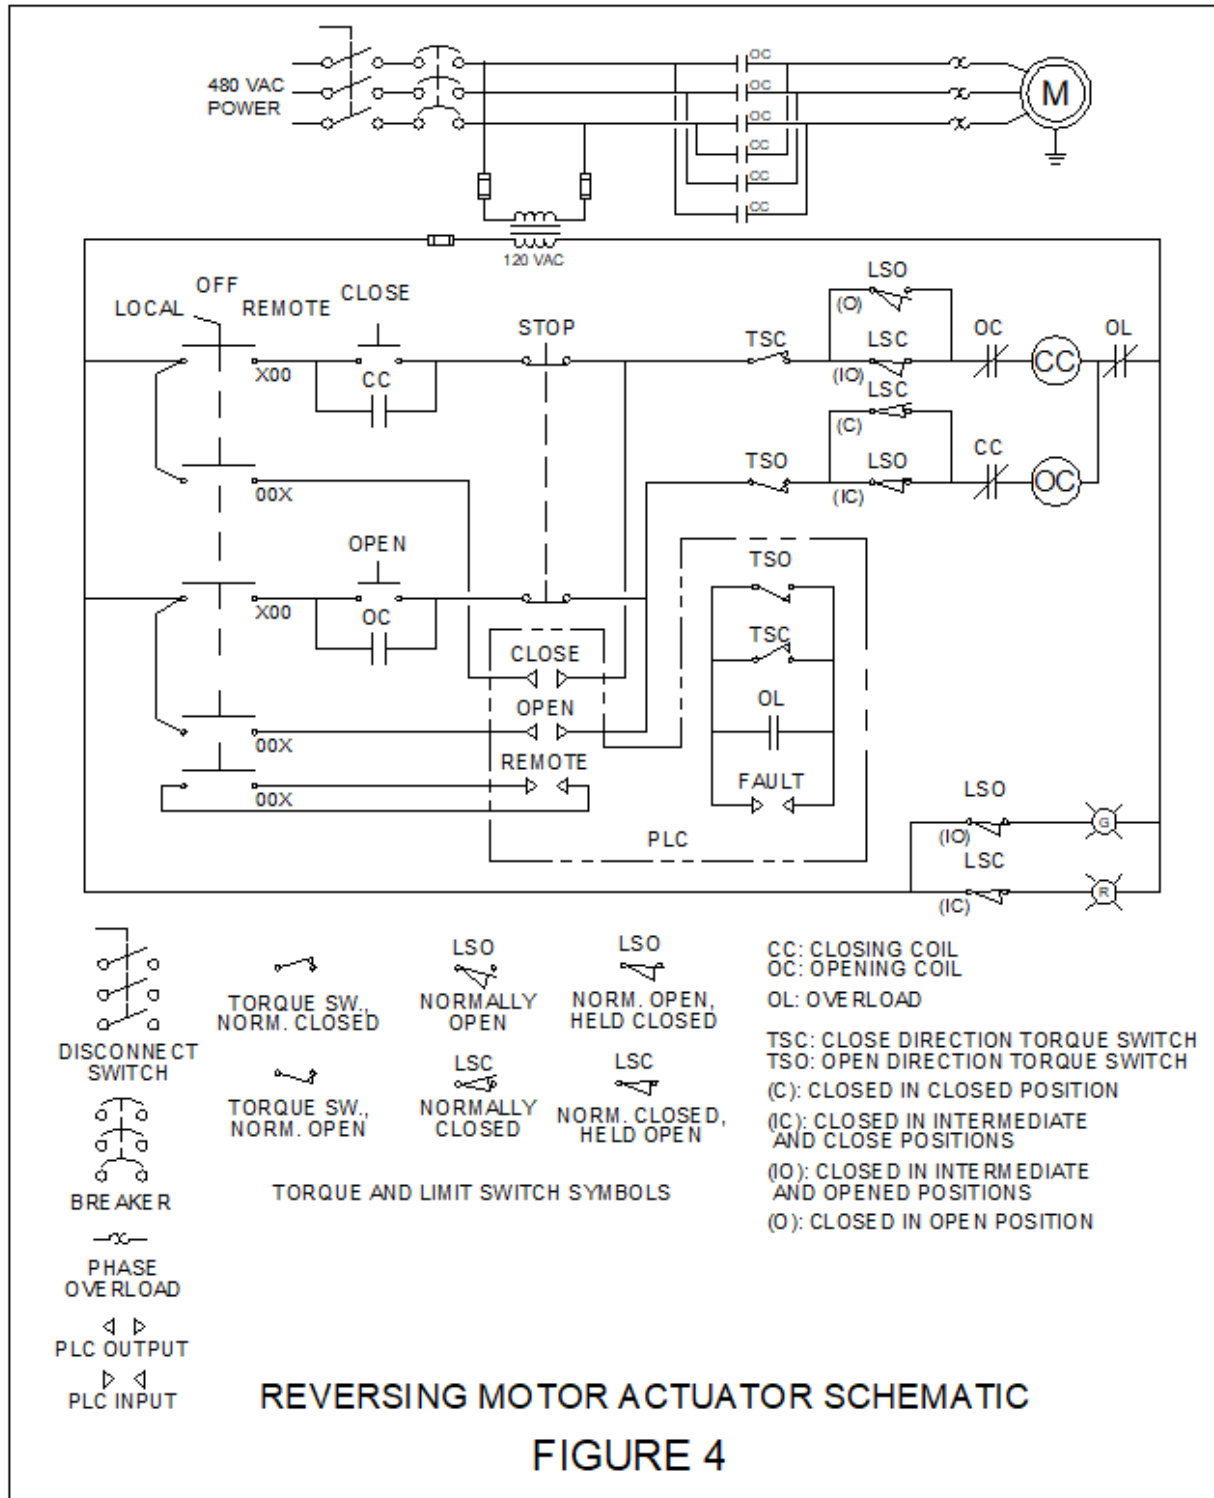 OC
480 VAC
POWER
OC
M
OC
OC
CC
CC
120 VAC
LSO
OFF
CLOSE
LOCAL
REMOTE
(O)
STOP
TSC
LSC
OC
OL
X00
CC
(IO)
CC
LSC
(C)
TSO
LSO
CC
00X
OC
(IC)
OPEN
TSO
X00
OC
TSC
CLOSE
OL
OPEN
00X
REMOTE
FAULT
00X
LSO
G
PLC
(IO)
LSC
R
(IC)
LSO
NORMALLY
OPEN
LSO
NORM. OPEN,
HELD CLOSED
TORQUE SW.,
NORM. CLOSED
DISCONNECT
SWITCH
LSC
NORMALLY
CLOSED
LSC
NORM. CLOSED,
HELD OPEN
TORQUE SW.,
NORM. OPEN
BREAKER
TORQUE AND LIMIT SWITCH SYMBOLS
PHASE
OVERLOAD
PLC OUTPUT
PLC INPUT
CC: CLOSING COIL
OC: OPENING COIL
OL: OVERLOAD
TSC: CLOSE DIRECTION TORQUE SWITCH
TSO: OPEN DIRECTION TORQUE SWITCH
(C): CLOSED IN CLOSED POSITION
(IC): CLOSED IN INTERMEDIATE
AND CLOSE POSITIONS
(IO): CLOSED IN INTERMEDIATE
AND OPENED POSITIONS
(O): CLOSED IN OPEN POSITION
REVERSING MOTOR ACTUATOR SCHEMATIC
FIGURE 4